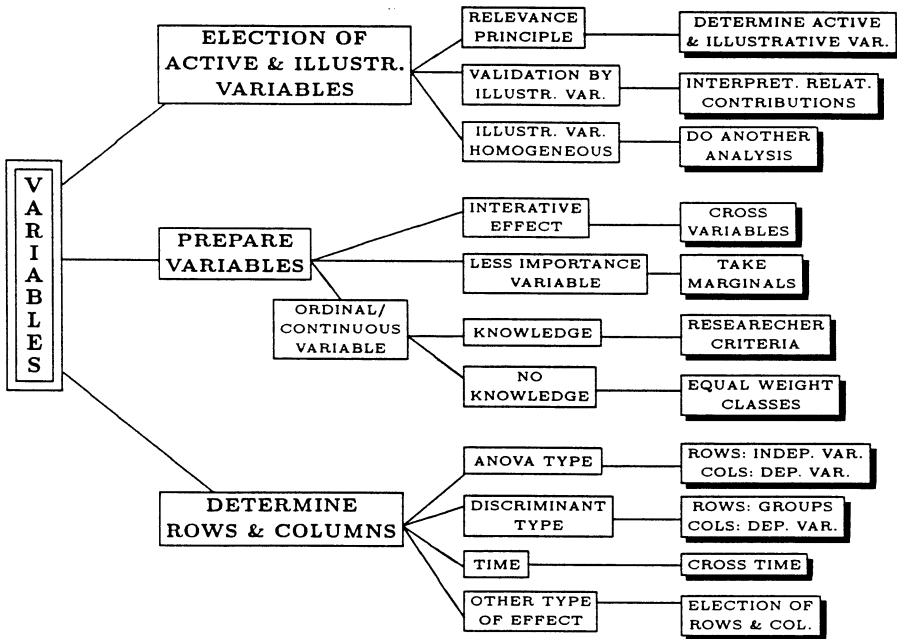 VARIABLES
ELECTION OF
ACTIVE & ILLUSTR.
VARIABLES
RELEVANCE
PRINCIPLE
DETERMINE ACTIVE
& ILLUSTRATIVE VAR.
VALIDATION BY
ILLUSTR. VAR.
INTERPRET. RELAT.
CONTRIBUTIONS
ILLUSTR. VAR.
HOMOGENEOUS
DO ANOTHER
ANALYSIS
PREPARE
VARIABLES
INTERATIVE
EFFECT
CROSS
VARIABLES
LESS IMPORTANCE
VARIABLE
TAKE
MARGINALS
ORDINAL/
CONTINUOUS
VARIABLE
KNOWLEDGE
RESEARECHER
CRITERIA
NO
KNOWLEDGE
EQUAL WEIGHT
CLASSES
DETERMINE
ROWS & COLUMNS
ANOVA TYPE
ROWS: INDEP. VAR.
COLS: DEP. VAR.
DISCRIMINANT
TYPE
ROWS: GROUPS
COLS: DEP. VAR.
TIME
CROSS TIME
OTHER TYPE
OF EFFECT
ELECTION OF
ROWS & COL.